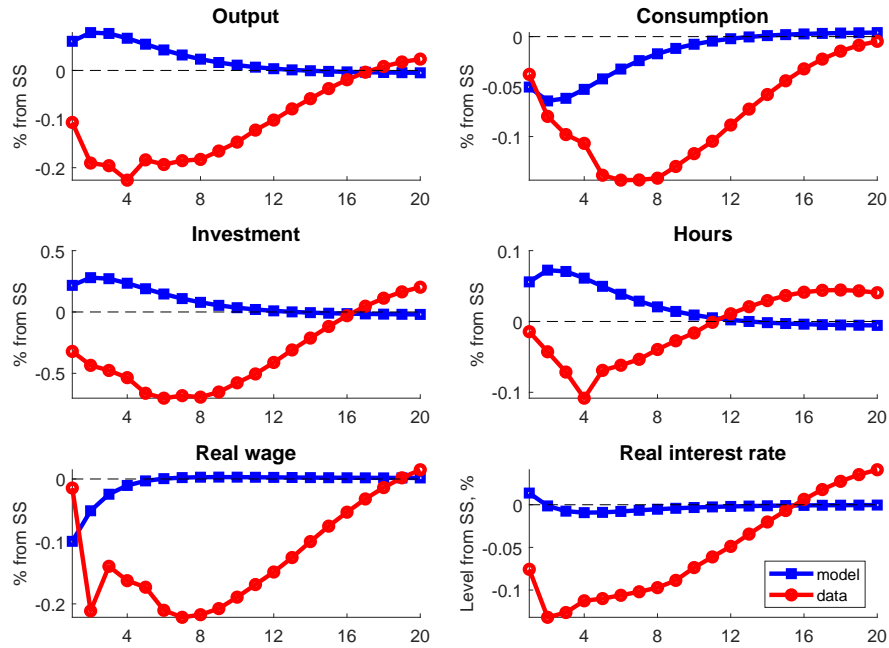 Output
% from SS
0
-0.1
-0.2
4 8 12 16 20
Consumption
% from SS
0
-0.05
-0.1
4 8 12 16 20
Investment
% from SS
0.5
0
-0.5
4 8 12 16 20
Hours
% from SS
0.1
0
-0.1
4 8 12 16 20
Real wage
% from SS
0
-0.1
-0.2
4 8 12 16 20
Real interest rate
Level from SS, %
0
-0.05
-0.1
4 8 12 16 20
model
data